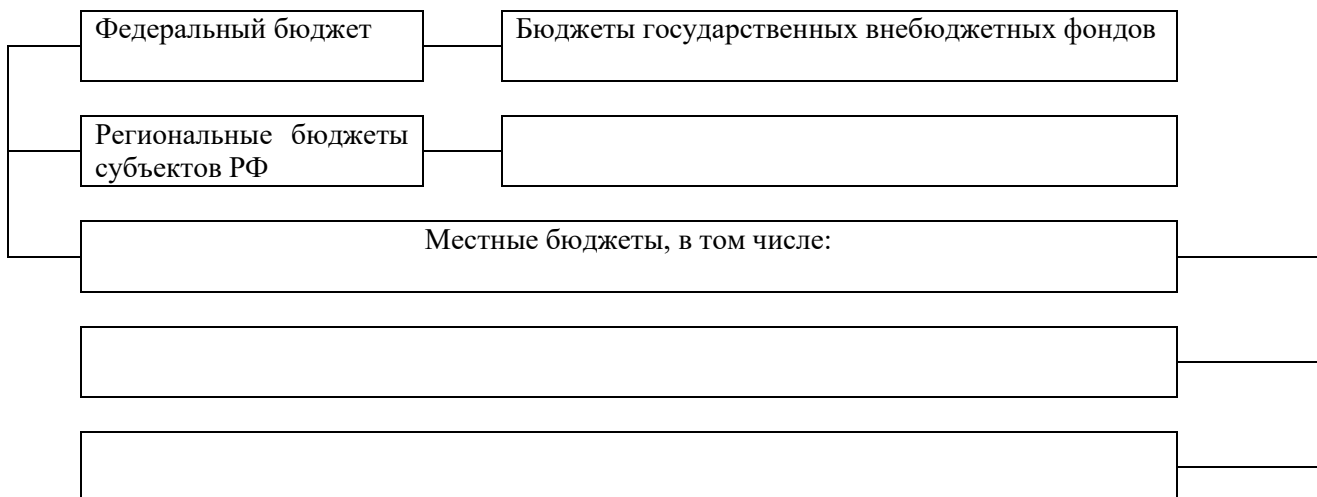 Федеральный бюджет
Бюджеты государственных внебюджетных фондов
Региональные бюджеты
субъектов РФ
Местные бюджеты, в том числе: